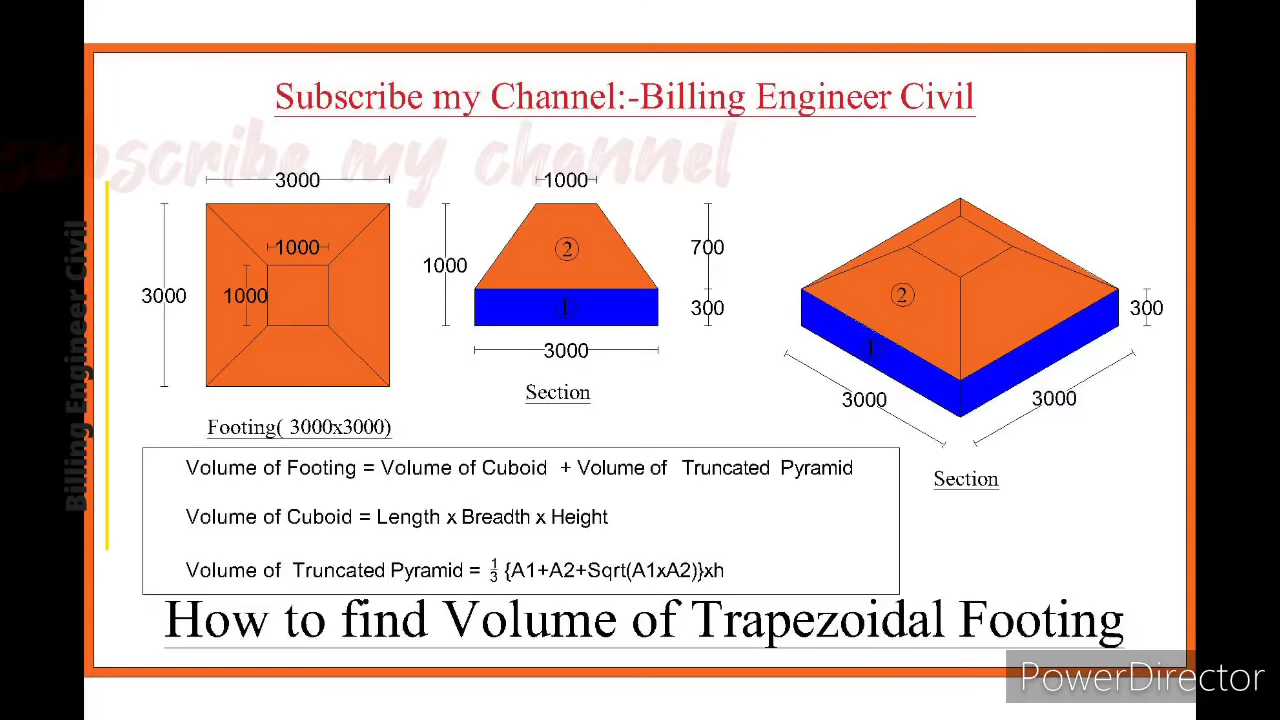 Subscribe my Channel:-Billing Engineer Civil
subscribe my channel
Billing Engineer Civil
3000
1000
3000
1000
Footing( 3000x3000)
1000
1000
2
1
700
300
3000
Section
2
1
300
3000
3000
Section
Volume of Footing = Volume of Cuboid + Volume of Truncated Pyramid
Volume of Cuboid = Length x Breadth x Height
Volume of Truncated Pyramid = 1/3 {A1+A2+Sqrt(A1xA2)}xh
How to find Volume of Trapezoidal Footing
PowerDirector